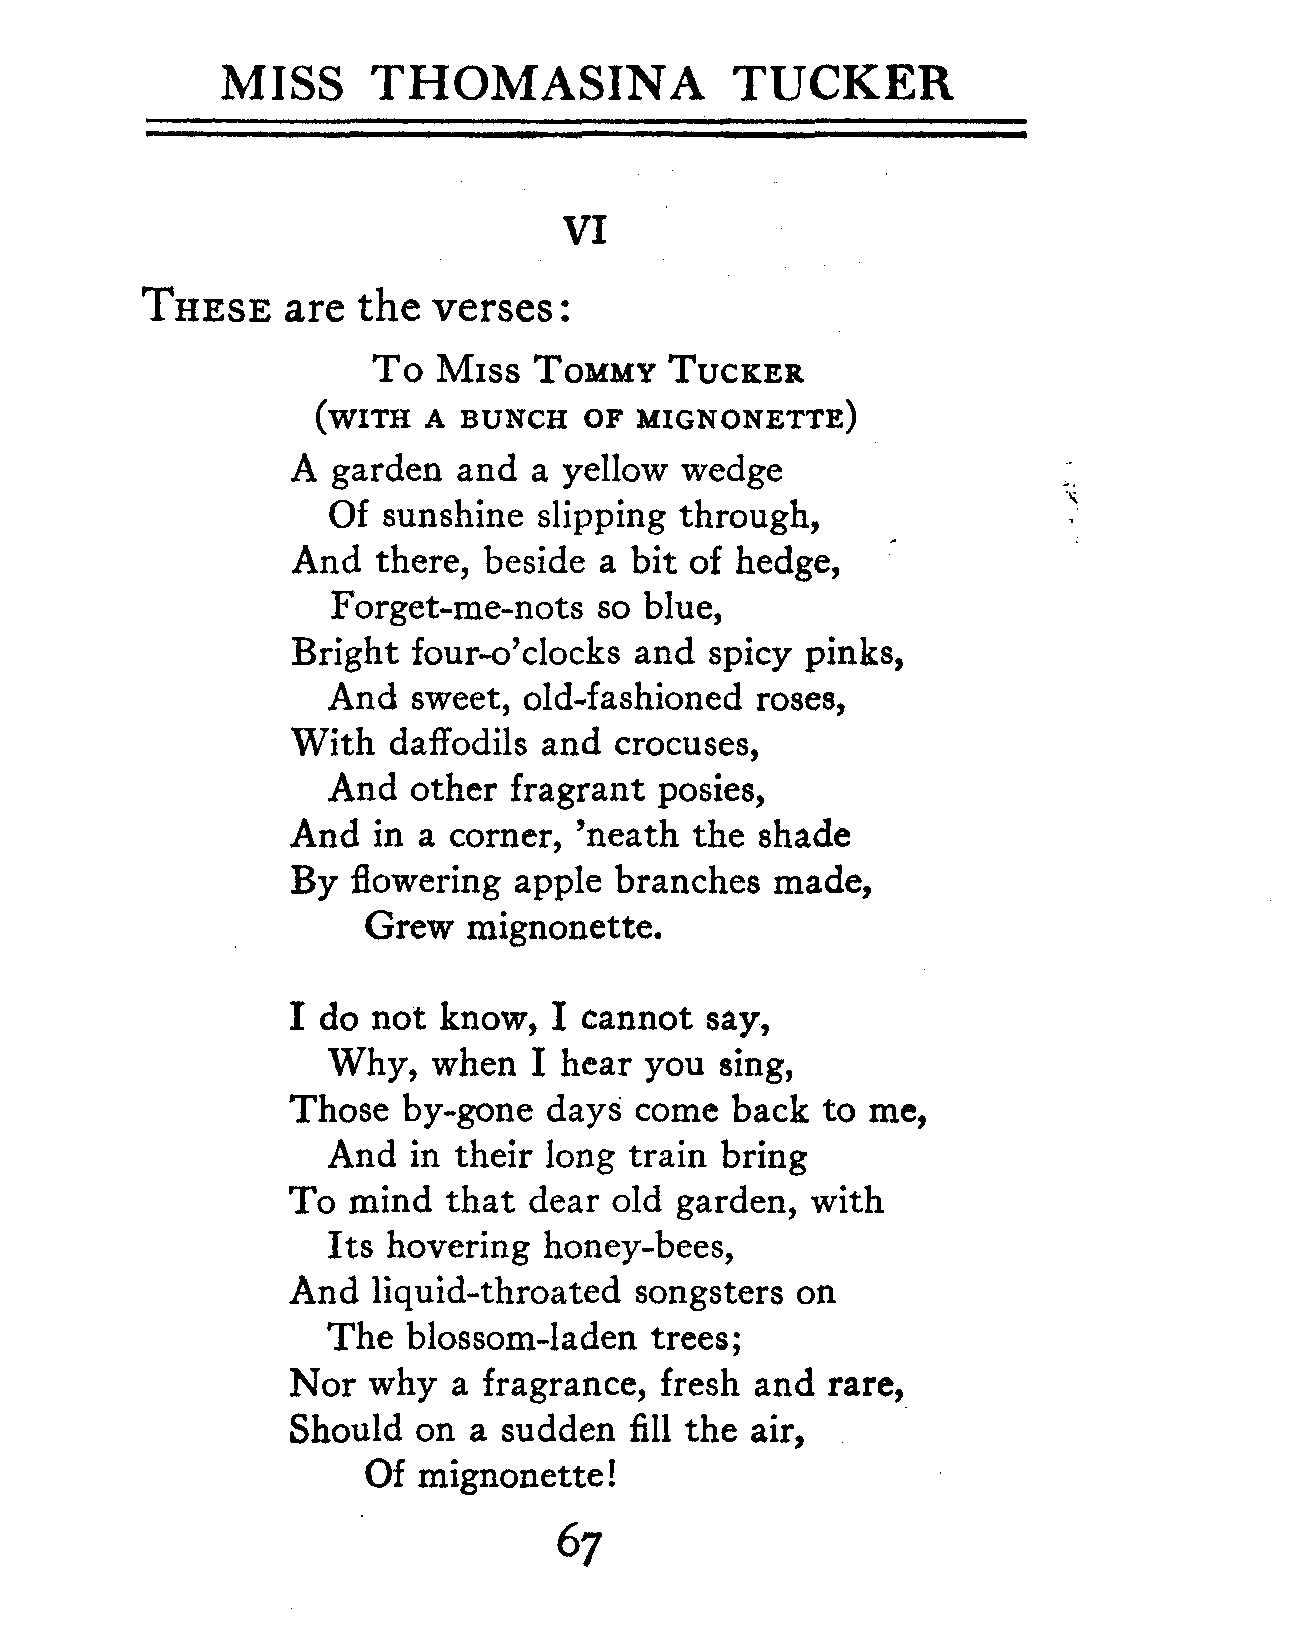 MISS THOMASINA TUCKER
VI
THESE are the verses:
TO MISS TOMMY TUCKER
(WITH A BUNCH OF MIGNONETTE)
A garden and a yellow wedge
Of sunshine slipping through,
And there, beside a bit of hedge,
Forget-me-nots so blue,
Bright four-o'clocks and spicy pinks,
And sweet, old-fashioned roses,
With daffodils and crocuses,
And other fragrant posies,
And in a corner, 'neath the shade
By flowering apple branches made,
Grew mignonette.
I do not know, I cannot say,
Why, when I hear you sing,
Those by-gone days come back to me,
And in their long train bring
To mind that dear old garden, with
Its hovering honey-bees,
And liquid-throated songsters on
The blossom-laden trees;
Nor why a fragrance, fresh and rare,
Should on a sudden fill the air,
Of mignonette!
67